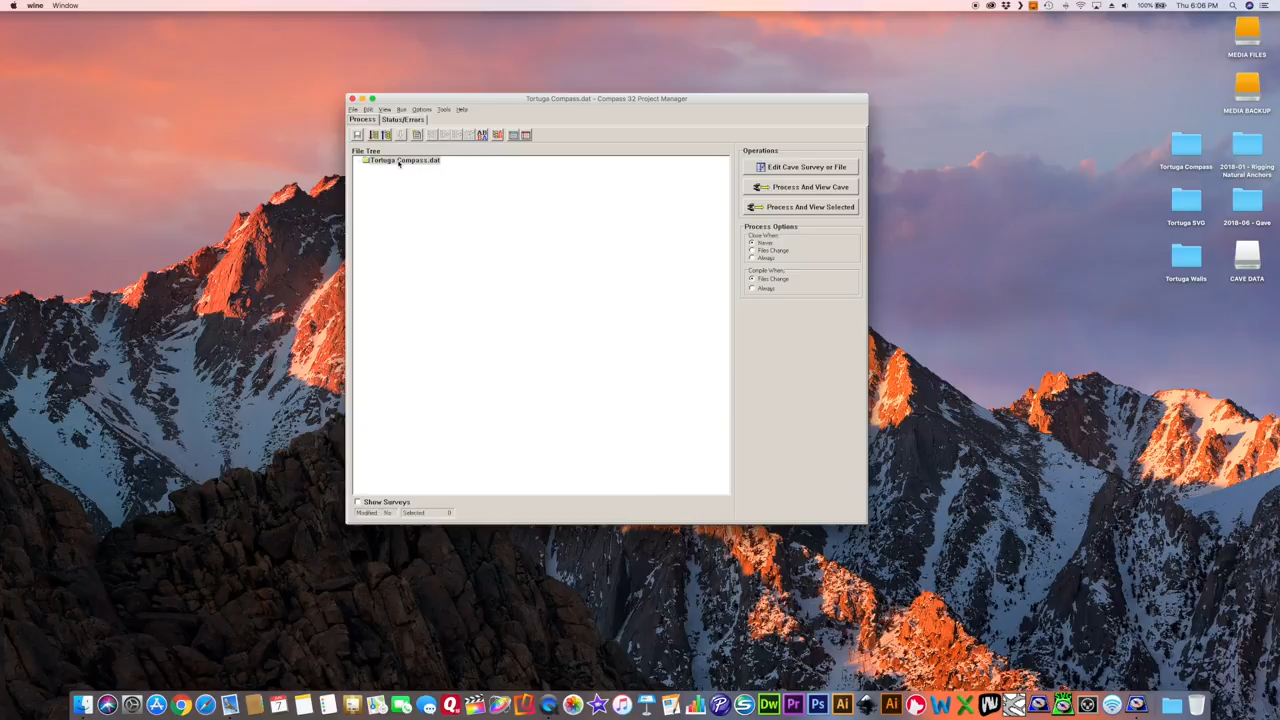 wine Window
100% Thu 6:06 PM
MEDIA FILES
MEDIA BACKUP
Tortuga Compass
2018-01 - Rigging Natural Anchors
Tortuga SVG
2018-06 - Qave
Tortuga Walls
CAVE DATA
Tortuga Compass.dat - Compass 32 Project Manager
File Edit View Run Options Tools Help
Process Status/Errors
File Tree
Tortuga Compass.dat
Operations
Edit Cave Survey or File
Process And View Cave
Process And View Selected
Process Options
Close When:
Never
Files Change
Always
Compile When:
Files Change
Always
Show Surveys
Modified No Selected 0